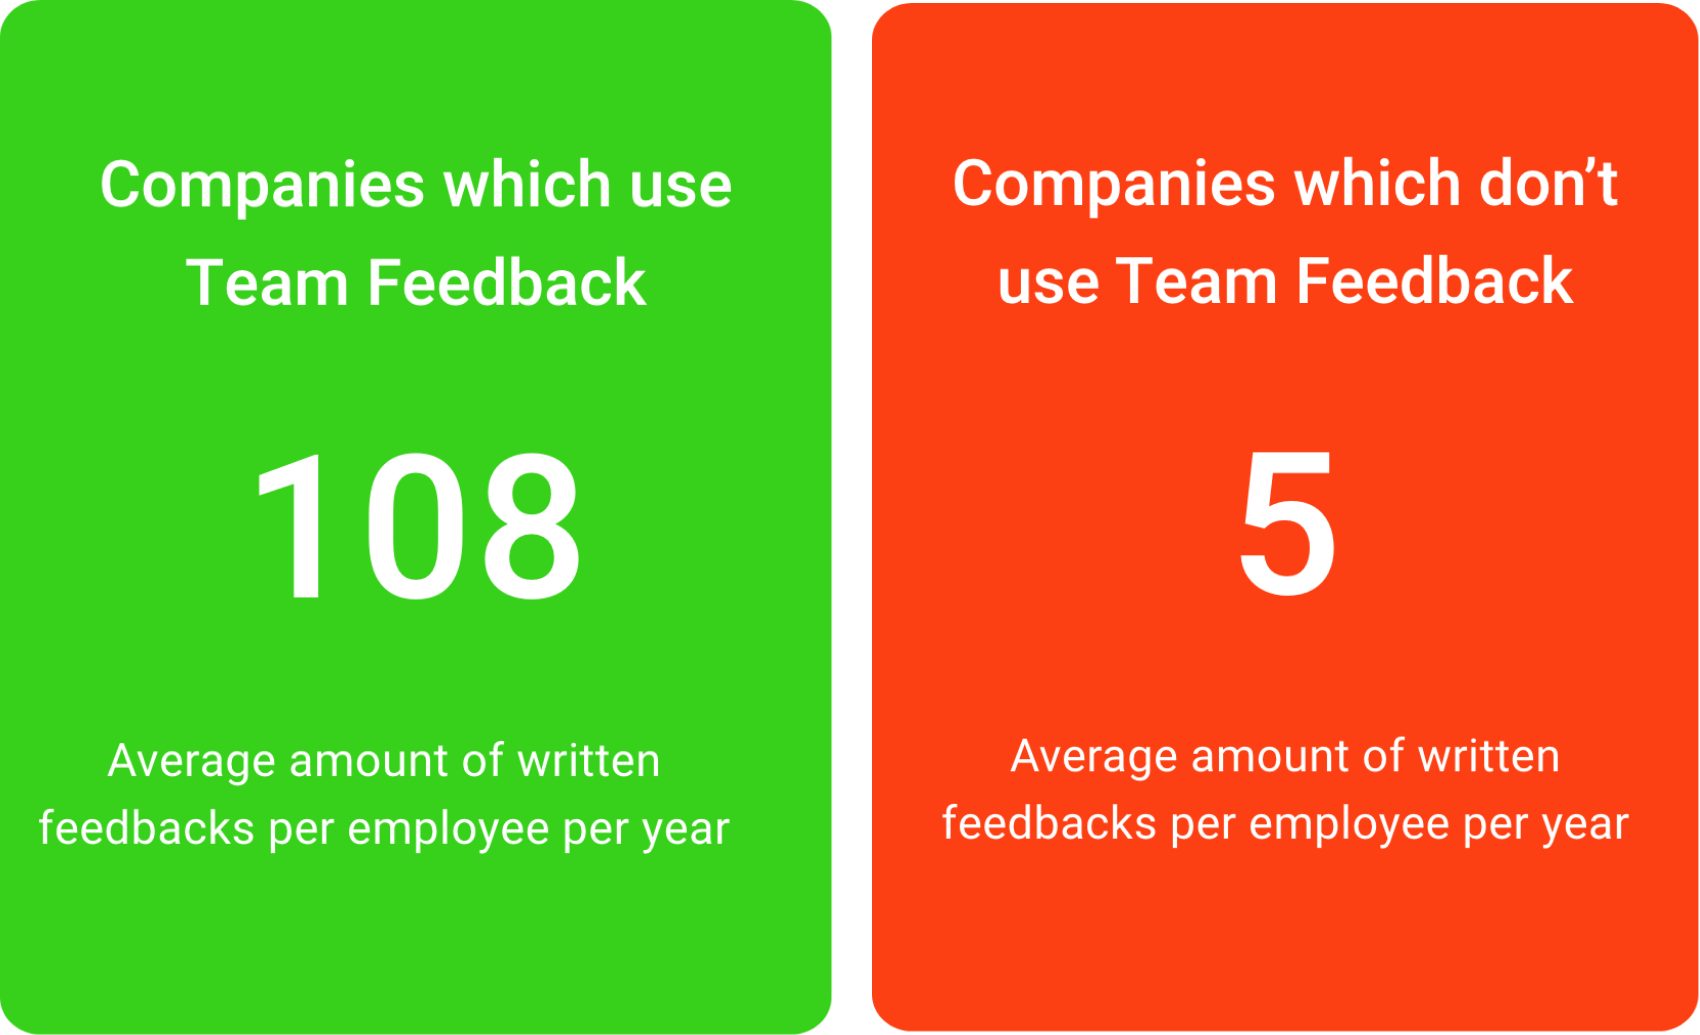 Companies which use
Team Feedback
108
Average amount of written
feedbacks per employee per year
Companies which don’t
use Team Feedback
5
Average amount of written
feedbacks per employee per year